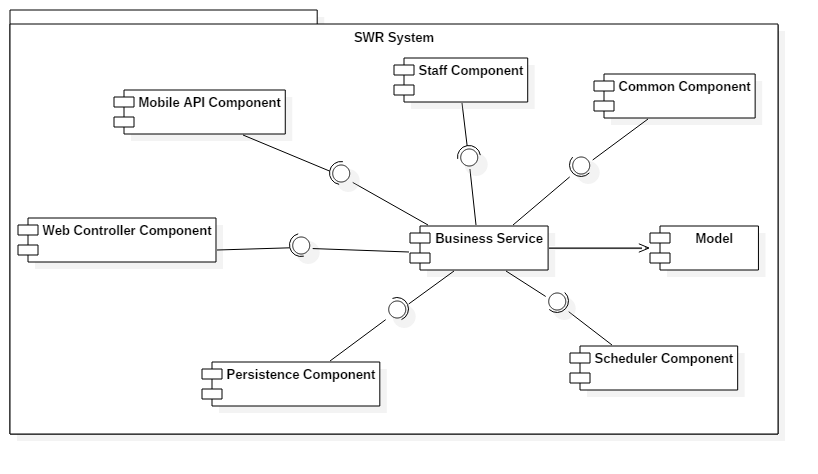 SWR System
Staff Component
Common Component
Mobile API Component
Web Controller Component
Business Service
Model
Scheduler Component
Persistence Component